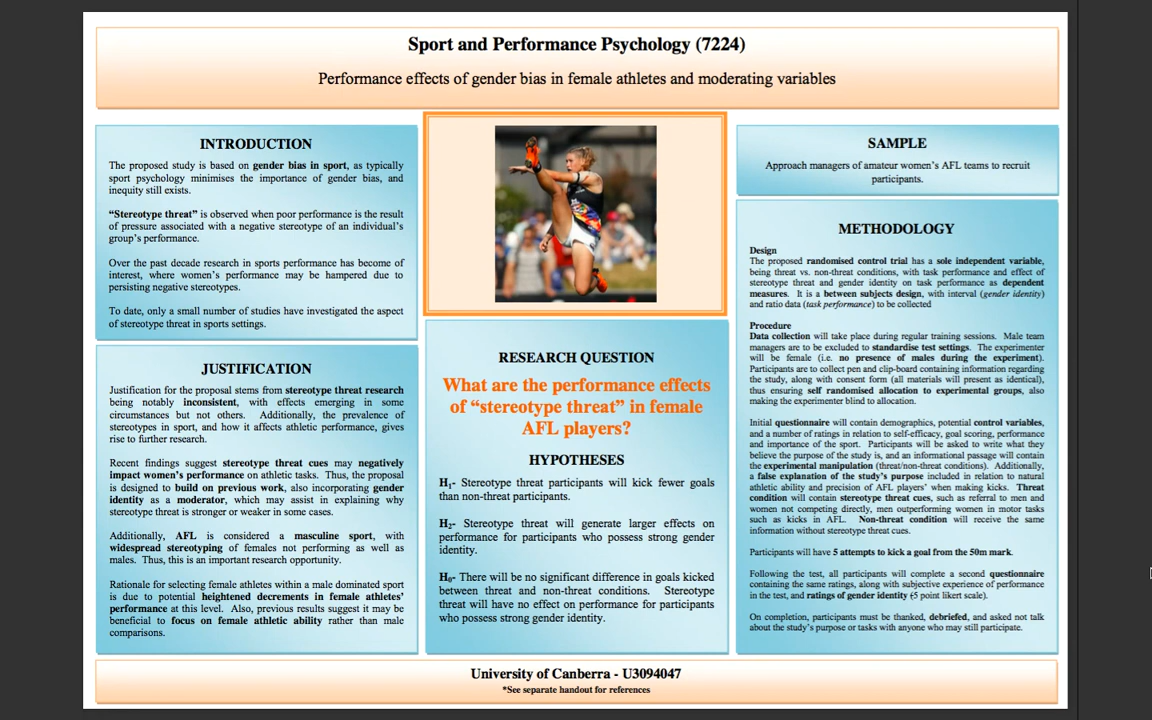 Sport and Performance Psychology (7224)
Performance effects of gender bias in female athletes and moderating variables
INTRODUCTION
The proposed study is based on gender bias in sport, as typically
sport psychology minimises the importance of gender bias, and
inequity still exists.
“Stereotype threat” is observed when poor performance is the result
of pressure associated with a negative stereotype of an individual’s
group’s performance.
Over the past decade research in sports performance has become of
interest, where women’s performance may be hampered due to
persisting negative stereotypes.
To date, only a small number of studies have investigated the aspect
of stereotype threat in sports settings.
JUSTIFICATION
Justification for the proposal stems from stereotype threat research
being notably inconsistent, with effects emerging in some
circumstances but not others. Additionally, the prevalence of
stereotypes in sport, and how it affects athletic performance, gives
rise to further research.
Recent findings suggest stereotype threat cues may negatively
impact women’s performance on athletic tasks. Thus, the proposal
is designed to build on previous work, also incorporating gender
identity as a moderator, which may assist in explaining why
stereotype threat is stronger or weaker in some cases.
Additionally, AFL is considered a masculine sport, with
widespread stereotyping of females not performing as well as
males. Thus, this is an important research opportunity.
Rationale for selecting female athletes within a male dominated sport
is due to potential heightened decrements in female athletes’
performance at this level. Also, previous results suggest it may be
beneficial to focus on female athletic ability rather than male
comparisons.
RESEARCH QUESTION
What are the performance effects
of “stereotype threat” in female
AFL players?
HYPOTHESES
H₁- Stereotype threat participants will kick fewer goals
than non-threat participants.
H₂- Stereotype threat will generate larger effects on
performance for participants who possess strong gender
identity.
H₀- There will be no significant difference in goals kicked
between threat and non-threat conditions. Stereotype
threat will have no effect on performance for participants
who possess strong gender identity.
SAMPLE
Approach managers of amateur women’s AFL teams to recruit
participants.
METHODOLOGY
Design
The proposed randomised control trial has a sole independent variable,
being threat vs. non-threat conditions, with task performance and effect of
stereotype threat and gender identity on task performance as dependent
measures. It is a between subjects design, with interval (gender identity)
and ratio data (task performance) to be collected
Procedure
Data collection will take place during regular training sessions. Male team
managers are to be excluded to standardise test settings. The experimenter
will be female (i.e. no presence of males during the experiment).
Participants are to collect pen and clip-board containing information regarding
the study, along with consent form (all materials will present as identical),
thus ensuring self randomised allocation to experimental groups, also
making the experimenter blind to allocation.
Initial questionnaire will contain demographics, potential control variables,
and a number of ratings in relation to self-efficacy, goal scoring, performance
and importance of the sport. Participants will be asked to write what they
believe the purpose of the study is, and an informational passage will contain
the experimental manipulation (threat/non-threat conditions). Additionally,
a false explanation of the study’s purpose included in relation to natural
athletic ability and precision of AFL players’ when making kicks. Threat
condition will contain stereotype threat cues, such as referral to men and
women not competing directly, men outperforming women in motor tasks
such as kicks in AFL. Non-threat condition will receive the same
information without stereotype threat cues.
Participants will have 5 attempts to kick a goal from the 50m mark.
Following the test, all participants will complete a second questionnaire
containing the same ratings, along with subjective experience of performance
in the test, and ratings of gender identity (5 point likert scale).
On completion, participants must be thanked, debriefed, and asked not talk
about the study’s purpose or tasks with anyone who may still participate.
University of Canberra - U3094047
*See separate handout for references